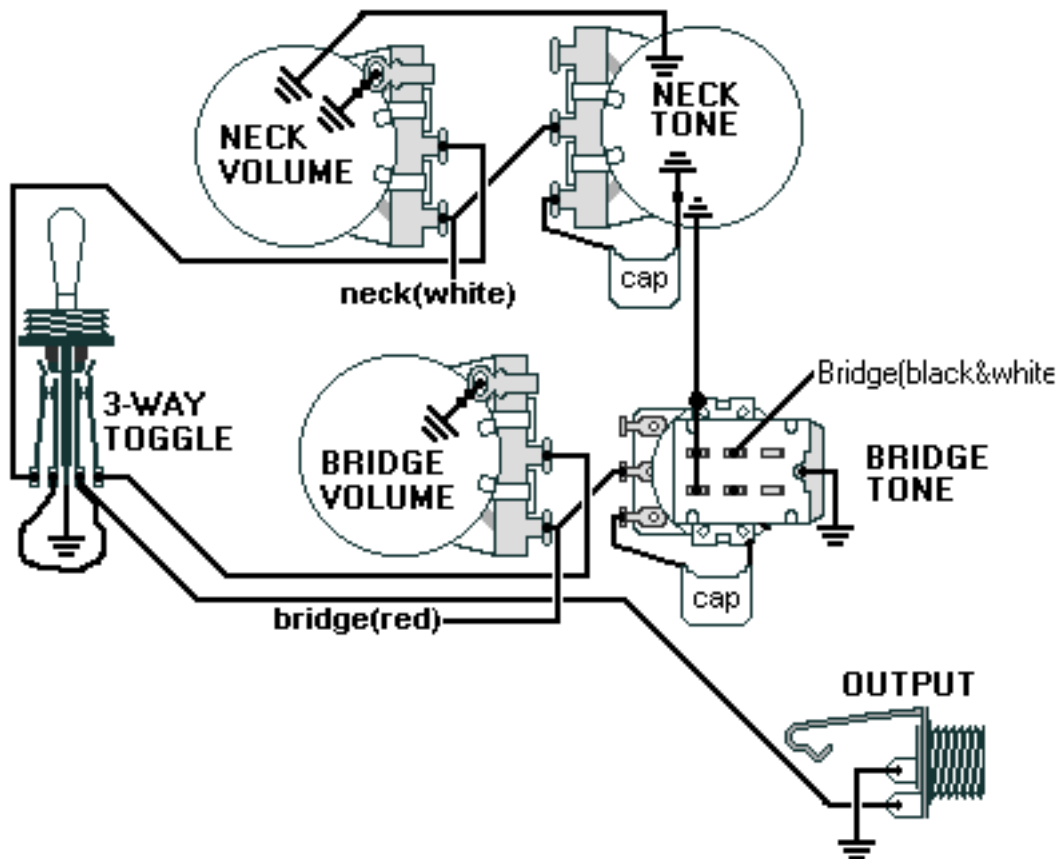 NECK
VOLUME
NECK
TONE
neck(white)
cap
3-WAY
TOGGLE
BRIDGE
VOLUME
Bridge(black&white
BRIDGE
TONE
cap
bridge(red)
OUTPUT